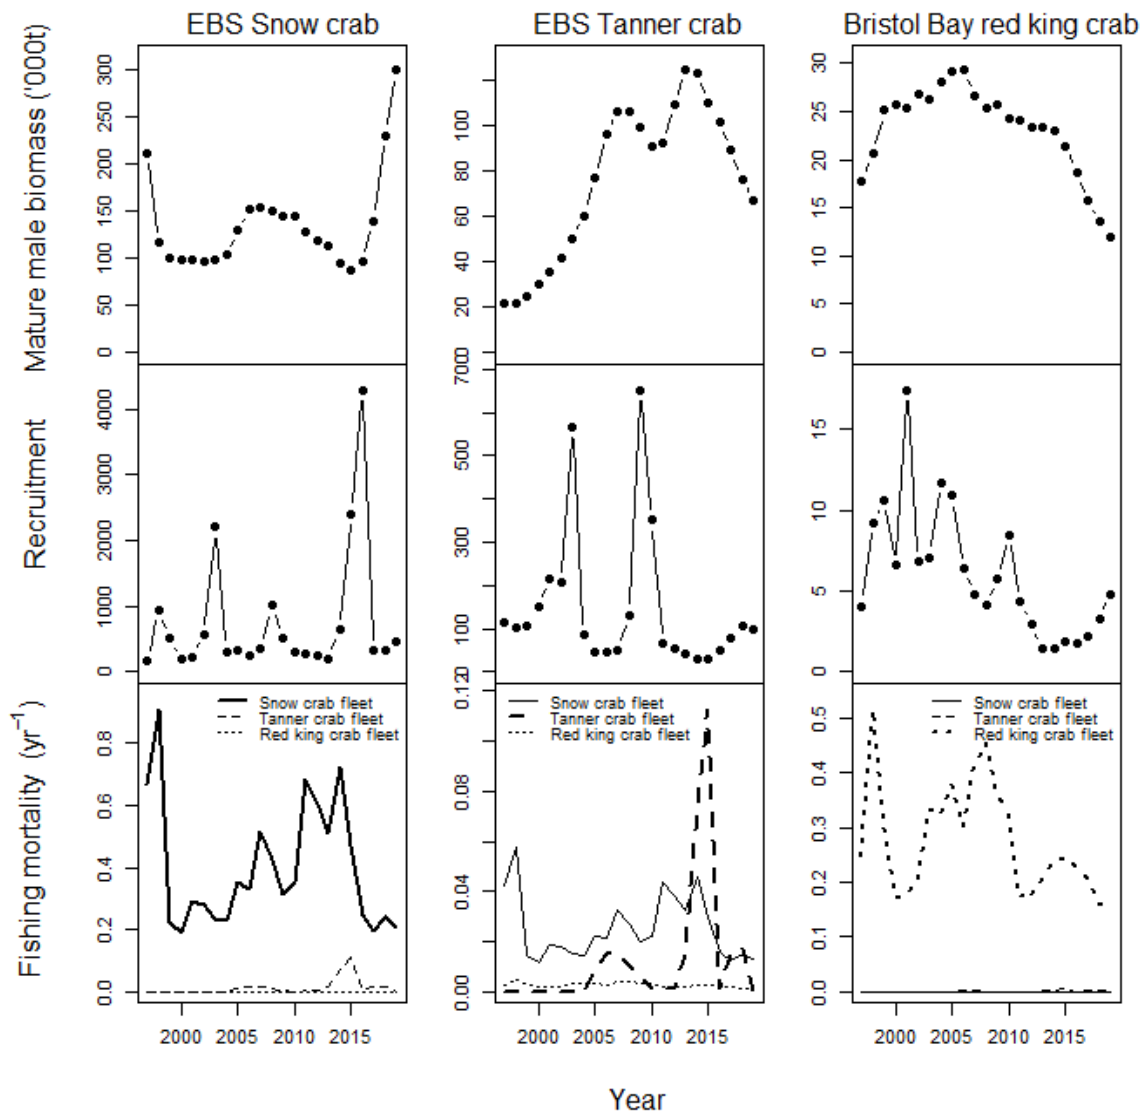 EBS Snow crab
EBS Tanner crab
Bristol Bay red king crab
Mature male biomass ('000t)
0 50 100 150 200 250 300
0 20 40 60 80 100
0 5 10 15 20 25 30
Recruitment
0 1000 2000 3000 4000
100 300 500 700
0 5 10 15
Fishing mortality (yr⁻¹)
0.0 0.2 0.4 0.6 0.8
Snow crab fleet
Tanner crab fleet
Red king crab fleet
0.00 0.04 0.08 0.12
Snow crab fleet
Tanner crab fleet
Red king crab fleet
0.0 0.1 0.2 0.3 0.4 0.5
Snow crab fleet
Tanner crab fleet
Red king crab fleet
2000 2005 2010 2015
2000 2005 2010 2015
2000 2005 2010 2015
Year